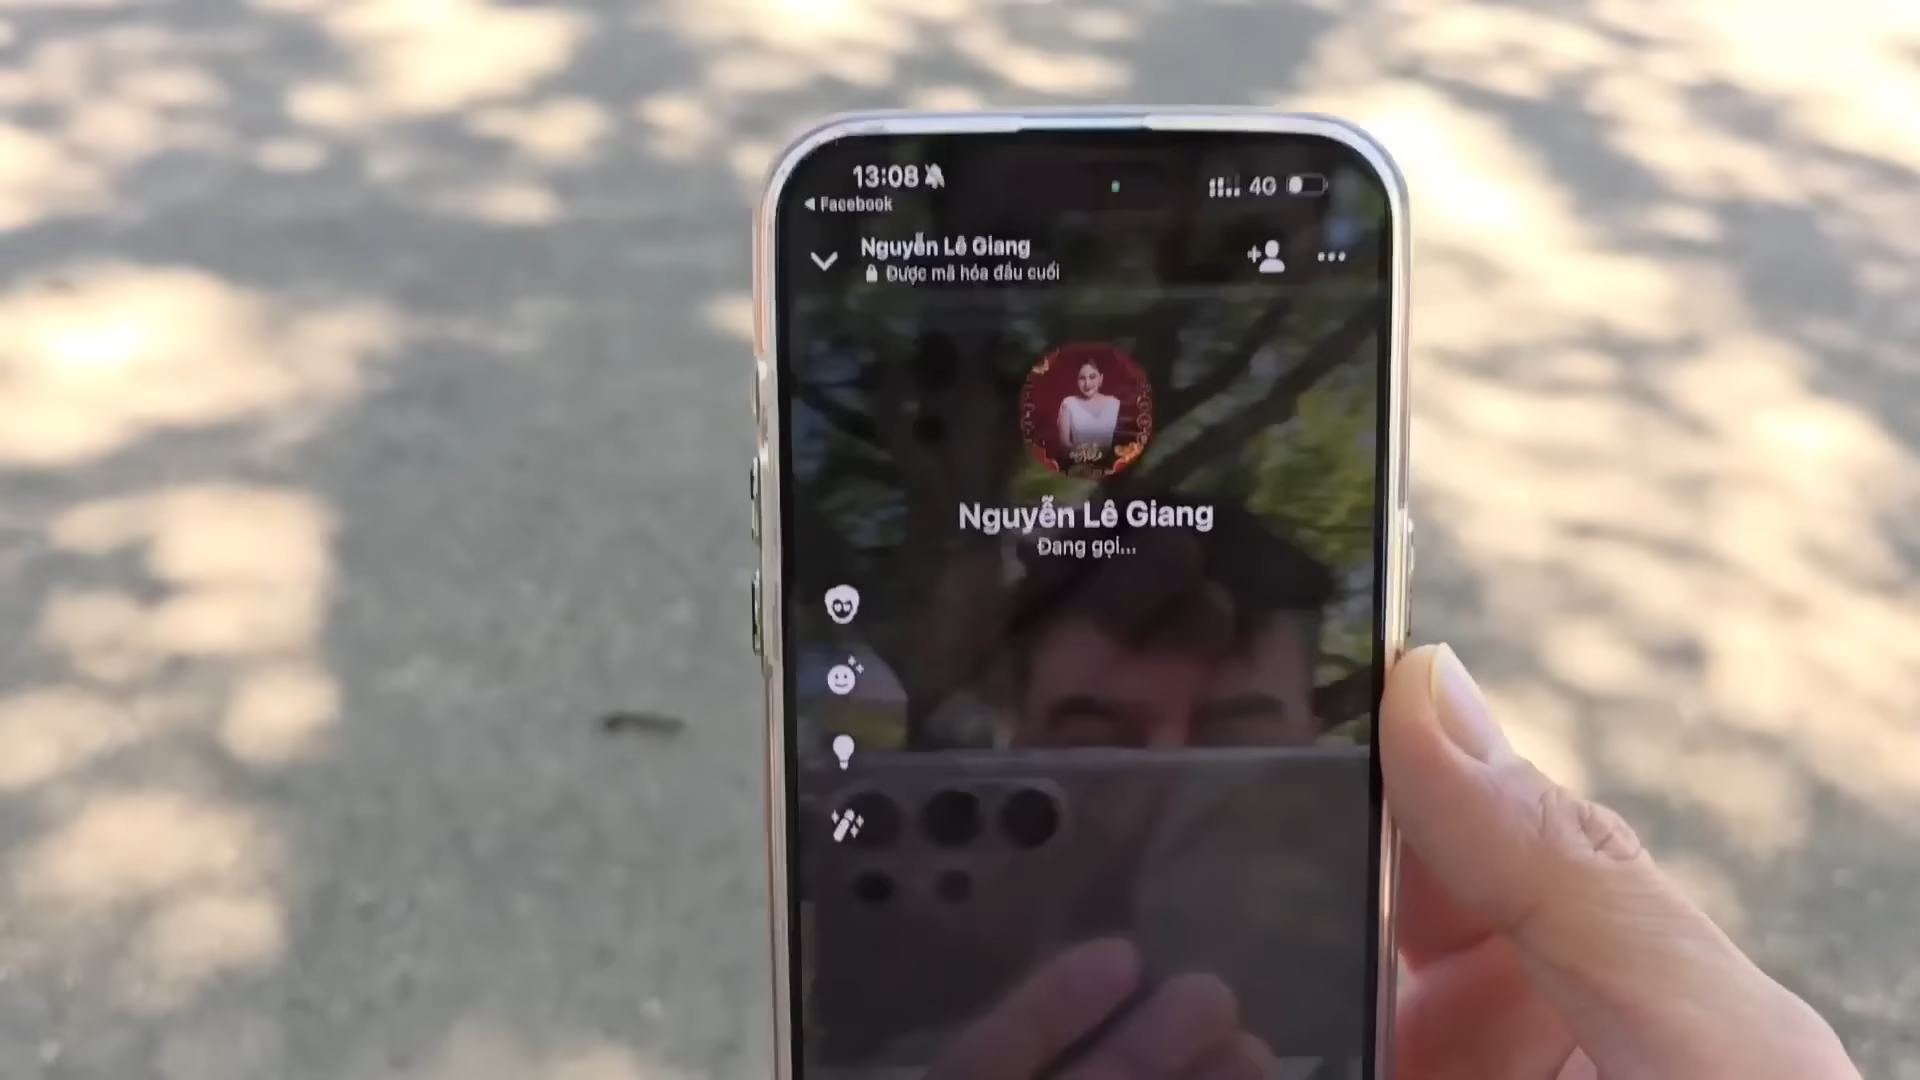 13:08
4G
Facebook
Nguyễn Lê Giang
Được mã hóa đầu cuối
Nguyễn Lê Giang
Đang gọi...